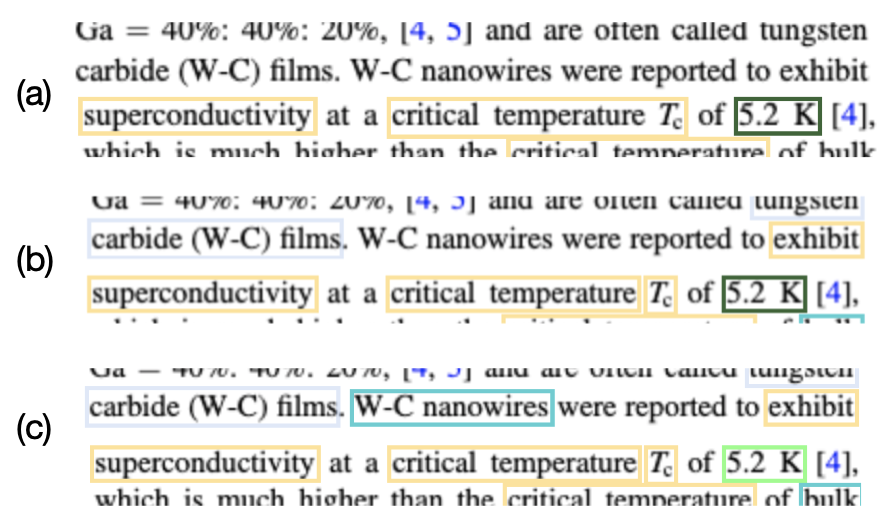 (a)
Ga = 40%: 40%: 20%, [4, 5] and are often called tungsten
carbide (W-C) films. W-C nanowires were reported to exhibit
superconductivity at a critical temperature Tc of 5.2 K [4],
which is much higher than the critical temperature of bulk
(b)
Ga = 40%: 40%: 20%, [4, 5] and are often called tungsten
carbide (W-C) films. W-C nanowires were reported to exhibit
superconductivity at a critical temperature Tc of 5.2 K [4],
(c)
Ga = 40%: 40%: 20%, [4, 5] and are often called tungsten
carbide (W-C) films. W-C nanowires were reported to exhibit
superconductivity at a critical temperature Tc of 5.2 K [4],
which is much higher than the critical temperature of bulk